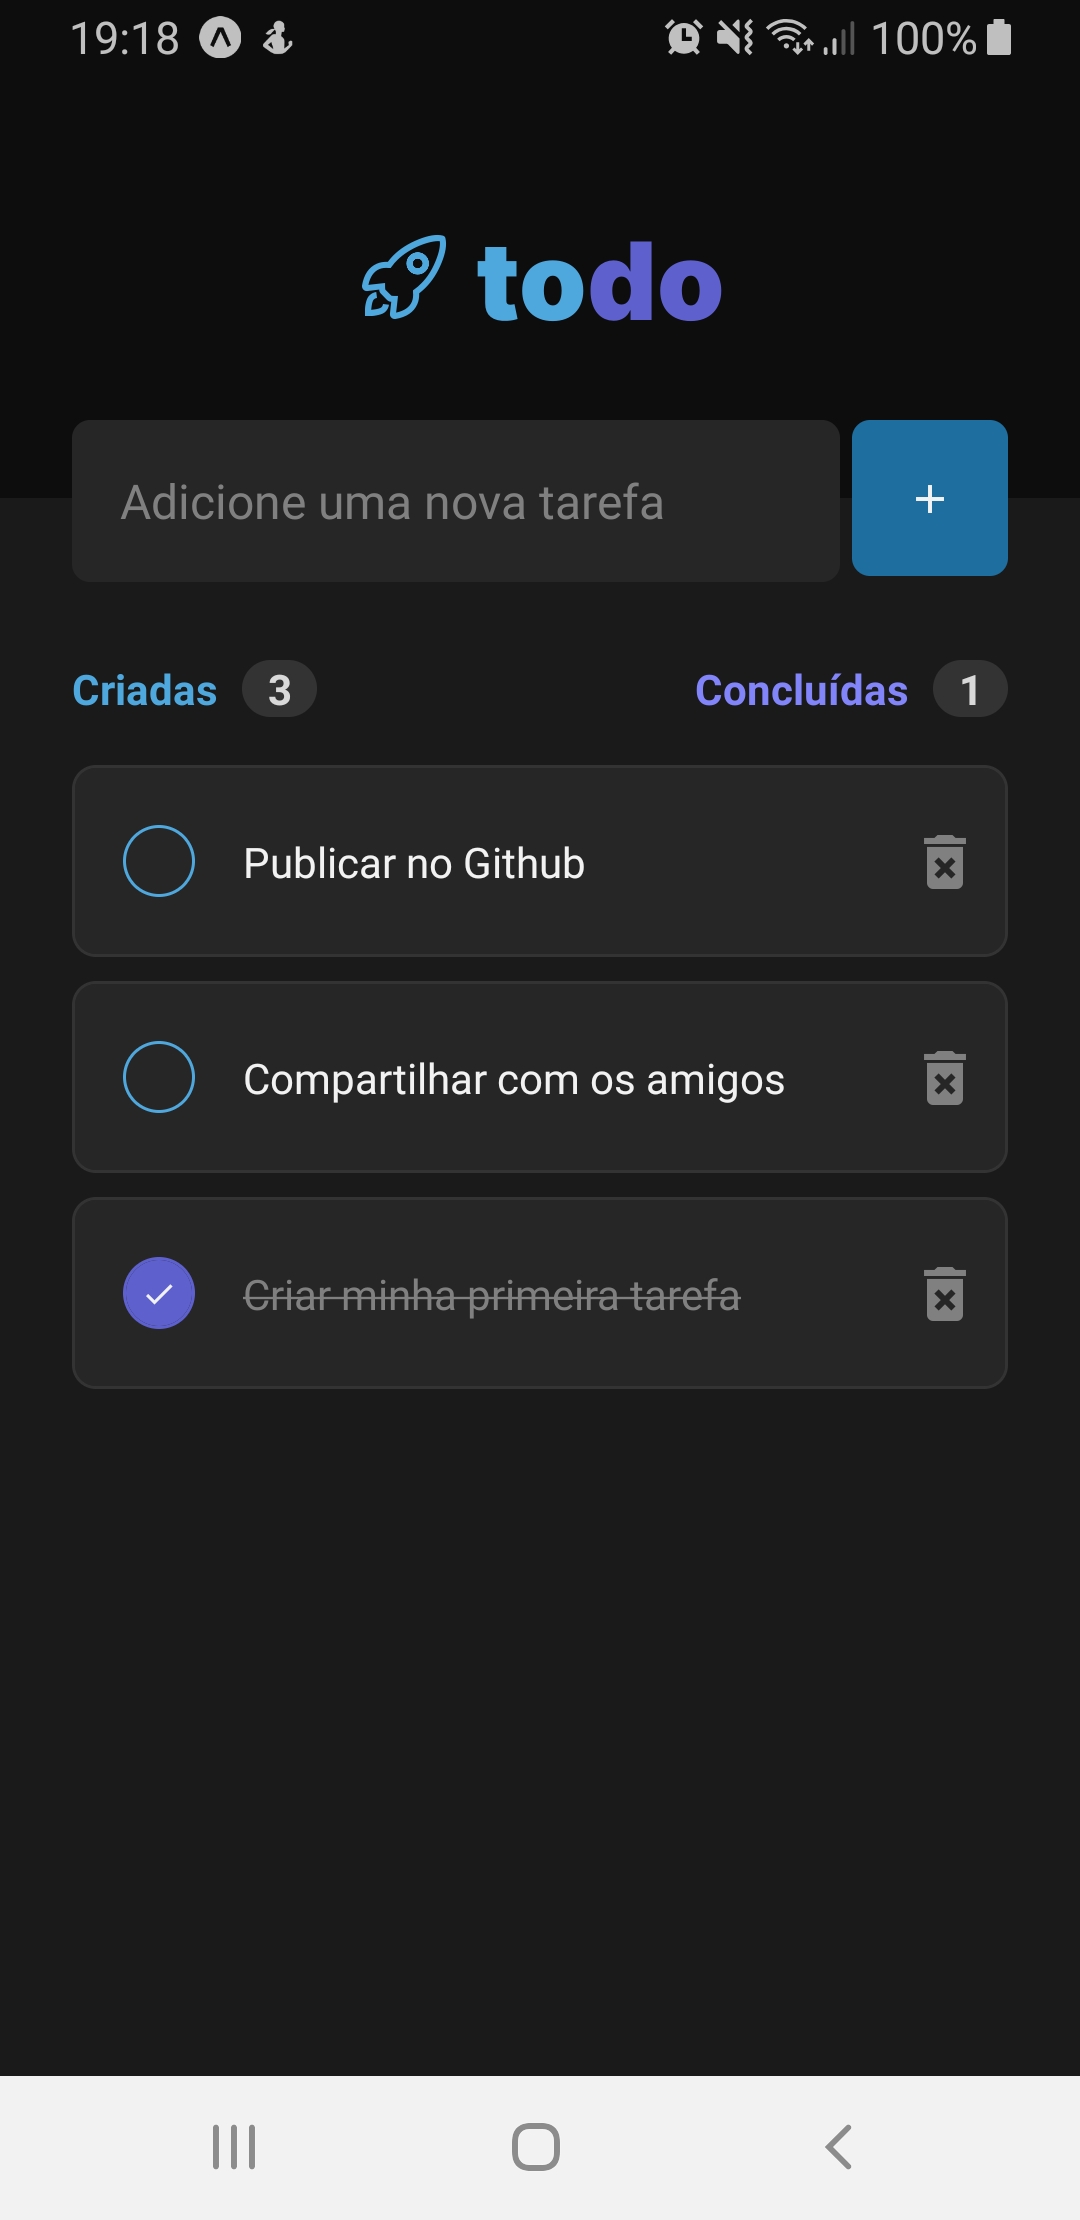 19:18 100%
todo
Adicione uma nova tarefa +
Criadas 3 Concluídas 1
Publicar no Github
Compartilhar com os amigos
Criar minha primeira tarefa